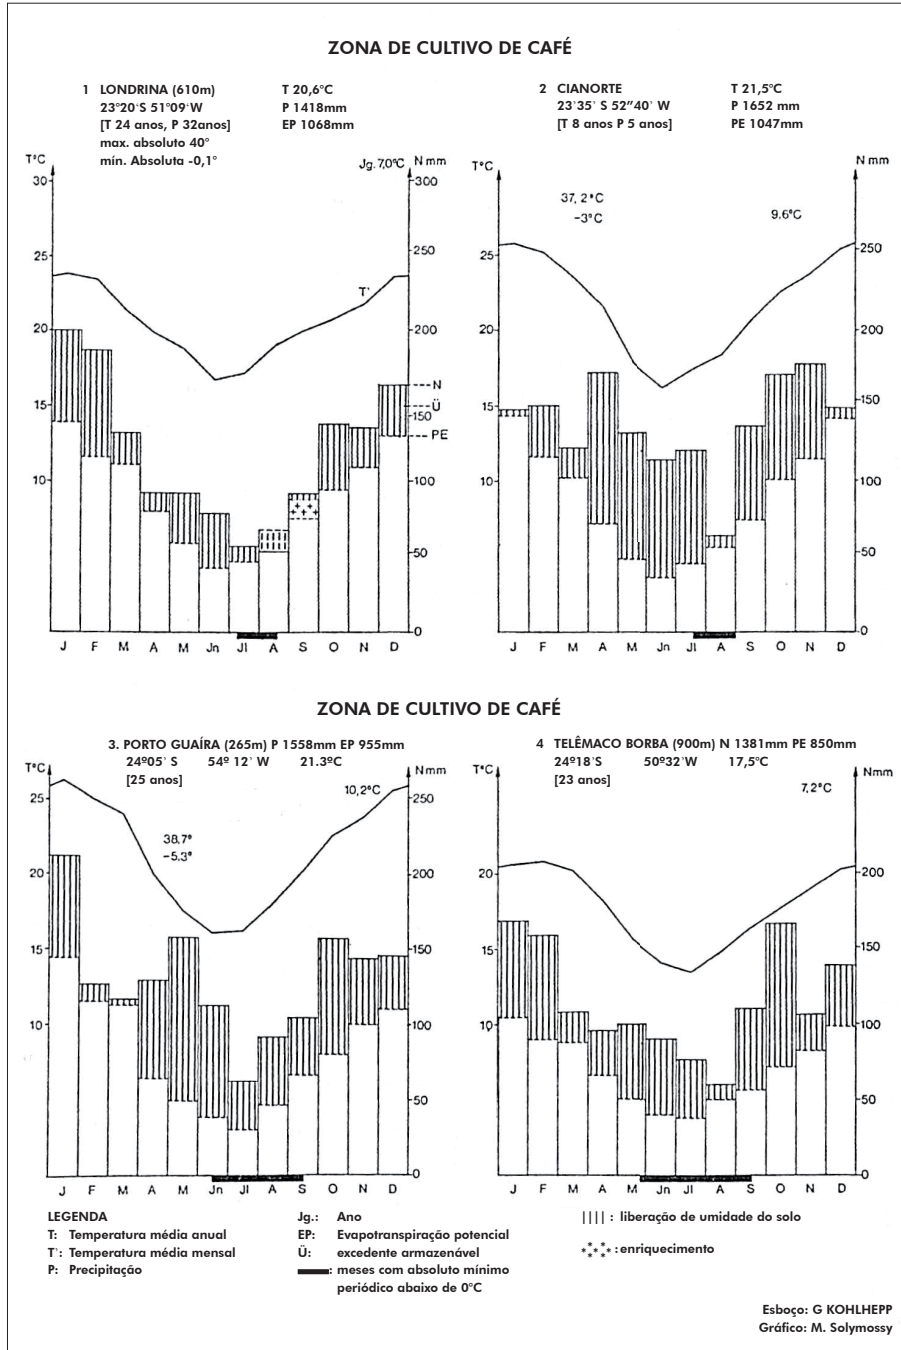 ZONA DE CULTIVO DE CAFÉ
1 LONDRINA (610m) T 20,6°C
23°20'S 51°09'W P 1418mm
[T 24 anos, P 32anos] EP 1068mm
max. absoluto 40°
mín. Absoluta -0,1°
T°C Jg. 7,0°C N mm
30 300
25 250
20 200
15 150
10 100
50
0
T'
N
Ü
PE
J F M A M Jn Jl A S O N D
2 CIANORTE T 21,5°C
23'35' S 52"40' W P 1652 mm
[T 8 anos P 5 anos] PE 1047mm
T°C N mm
37,2°C
-3°C 9.6°C
25 250
20 200
15 150
10 100
50
0
J F M A M Jn Jl A S O N D
ZONA DE CULTIVO DE CAFÉ
3. PORTO GUAÍRA (265m) P 1558mm EP 955mm
24º05' S 54º 12' W 21.3ºC
[25 anos]
T°C 10,2°C Nmm
38.7°
-5.3°
25 250
20 200
15 150
10 100
50
0
J F M A M Jn Jl A S O N D
4 TELÊMACO BORBA (900m) N 1381mm PE 850mm
24º18'S 50º32'W 17,5ºC
[23 anos]
T°C 7,2°C Nmm
20 200
15 150
10 100
50
0
J F M A M Jn Jl A S O N D
LEGENDA
T: Temperatura média anual
T': Temperatura média mensal
P: Precipitação
Jg.: Ano
EP: Evapotranspiração potencial
Ü: excedente armazenável
: meses com absoluto mínimo
periódico abaixo de 0°C
: liberação de umidade do solo
: enriquecimento
Esboço: G KOHLHEPP
Gráfico: M. Solymossy